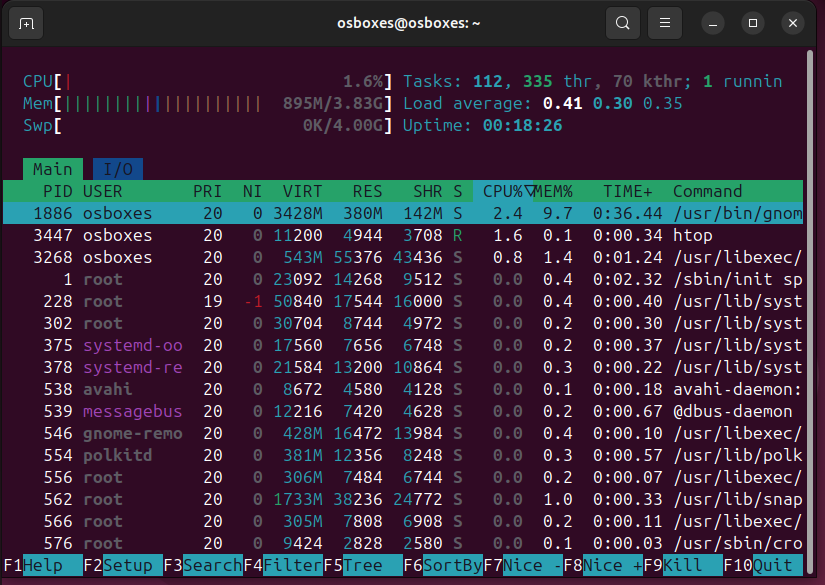 osboxes@osboxes: ~
CPU[| 1.6%] Tasks: 112, 335 thr, 70 kthr; 1 runnin
Mem[|||||||||||||||||||| 895M/3.83G] Load average: 0.41 0.30 0.35
Swp[ 0K/4.00G] Uptime: 00:18:26
Main I/O
PID USER PRI NI VIRT RES SHR S CPU%▽MEM% TIME+ Command
1886 osboxes 20 0 3428M 380M 142M S 2.4 9.7 0:36.44 /usr/bin/gnom
3447 osboxes 20 0 11200 4944 3708 R 1.6 0.1 0:00.34 htop
3268 osboxes 20 0 543M 55376 43436 S 0.8 1.4 0:01.24 /usr/libexec/
1 root 20 0 23092 14268 9512 S 0.0 0.4 0:02.32 /sbin/init sp
228 root 19 -1 50840 17544 16000 S 0.0 0.4 0:00.40 /usr/lib/syst
302 root 20 0 30704 8744 4972 S 0.0 0.2 0:00.30 /usr/lib/syst
375 systemd-oo 20 0 17560 7656 6748 S 0.0 0.2 0:00.37 /usr/lib/syst
378 systemd-re 20 0 21584 13200 10864 S 0.0 0.3 0:00.22 /usr/lib/syst
538 avahi 20 0 8672 4580 4128 S 0.0 0.1 0:00.18 avahi-daemon:
539 messagebus 20 0 12216 7420 4628 S 0.0 0.2 0:00.67 @dbus-daemon
546 gnome-remo 20 0 428M 16472 13984 S 0.0 0.4 0:00.10 /usr/libexec/
554 polkitd 20 0 381M 12356 8248 S 0.0 0.3 0:00.57 /usr/lib/polk
556 root 20 0 306M 7484 6744 S 0.0 0.2 0:00.07 /usr/libexec/
562 root 20 0 1733M 38236 24772 S 0.0 1.0 0:00.33 /usr/lib/snap
566 root 20 0 305M 7808 6908 S 0.0 0.2 0:00.11 /usr/libexec/
576 root 20 0 9424 2828 2580 S 0.0 0.1 0:00.03 /usr/sbin/cro
F1Help F2Setup F3SearchF4FilterF5Tree F6SortByF7Nice -F8Nice +F9Kill F10Quit